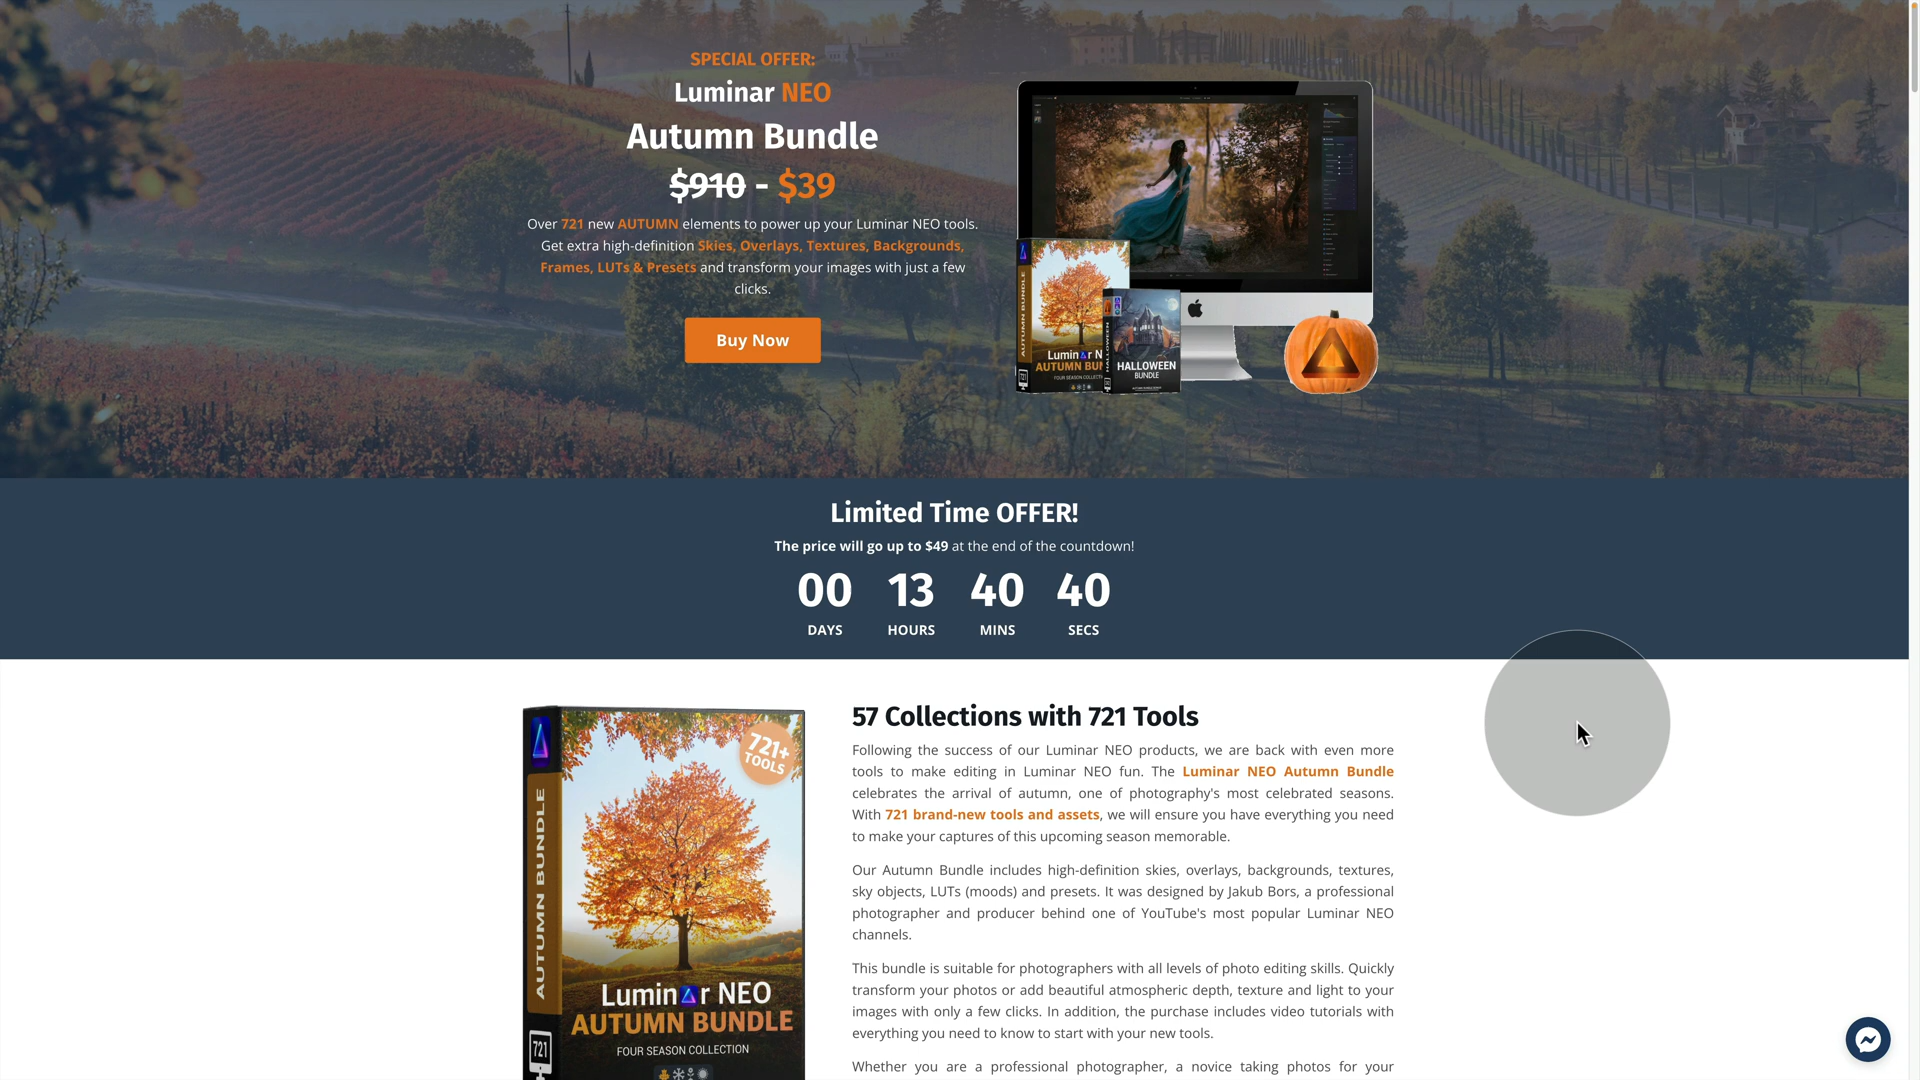 SPECIAL OFFER:
Luminar NEO
Autumn Bundle
$910 - $39
Over 721 new AUTUMN elements to power up your Luminar NEO tools.
Get extra high-definition Skies, Overlays, Textures, Backgrounds,
Frames, LUTs & Presets and transform your images with just a few
clicks.
Buy Now
AUTUMN BUNDLE
Luminar N
AUTUMN BUN
FOUR SEASON COLLECTI
HALLOWEEN
HALLOWEEN
BUNDLE
Limited Time OFFER!
The price will go up to $49 at the end of the countdown!
00 13 40 40
DAYS HOURS MINS SECS
721+
TOOLS
AUTUMN BUNDLE
Luminar NEO
AUTUMN BUNDLE
FOUR SEASON COLLECTION
721
57 Collections with 721 Tools
Following the success of our Luminar NEO products, we are back with even more
tools to make editing in Luminar NEO fun. The Luminar NEO Autumn Bundle
celebrates the arrival of autumn, one of photography's most celebrated seasons.
With 721 brand-new tools and assets, we will ensure you have everything you need
to make your captures of this upcoming season memorable.
Our Autumn Bundle includes high-definition skies, overlays, backgrounds, textures,
sky objects, LUTs (moods) and presets. It was designed by Jakub Bors, a professional
photographer and producer behind one of YouTube's most popular Luminar NEO
channels.
This bundle is suitable for photographers with all levels of photo editing skills. Quickly
transform your photos or add beautiful atmospheric depth, texture and light to your
images with only a few clicks. In addition, the purchase includes video tutorials with
everything you need to know to start with your new tools.
Whether you are a professional photographer, a novice taking photos for your